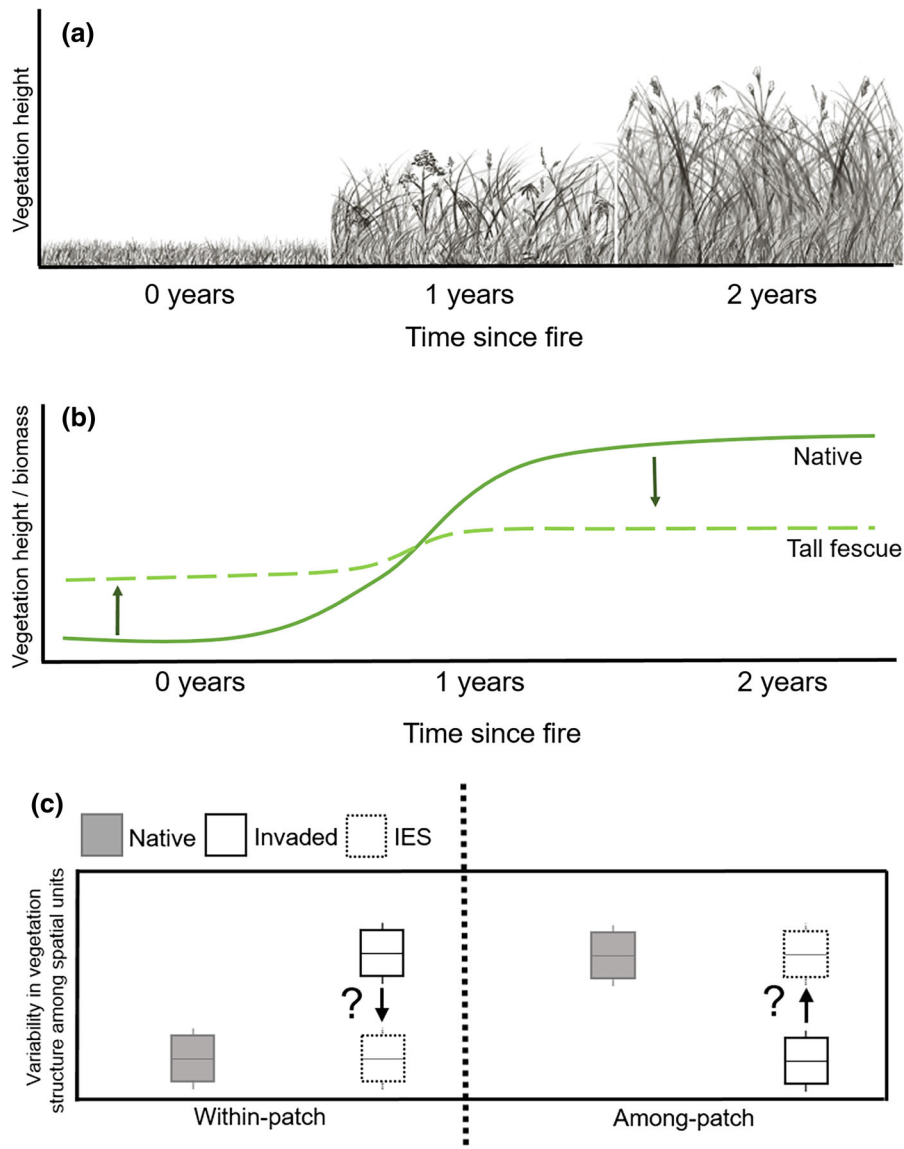 (a)
Vegetation height
0 years
1 years
2 years
Time since fire
(b)
Vegetation height / biomass
Native
Tall fescue
0 years
1 years
2 years
Time since fire
(c)
Native
Invaded
IES
Variability in vegetation
structure among spatial units
?
?
Within-patch
Among-patch